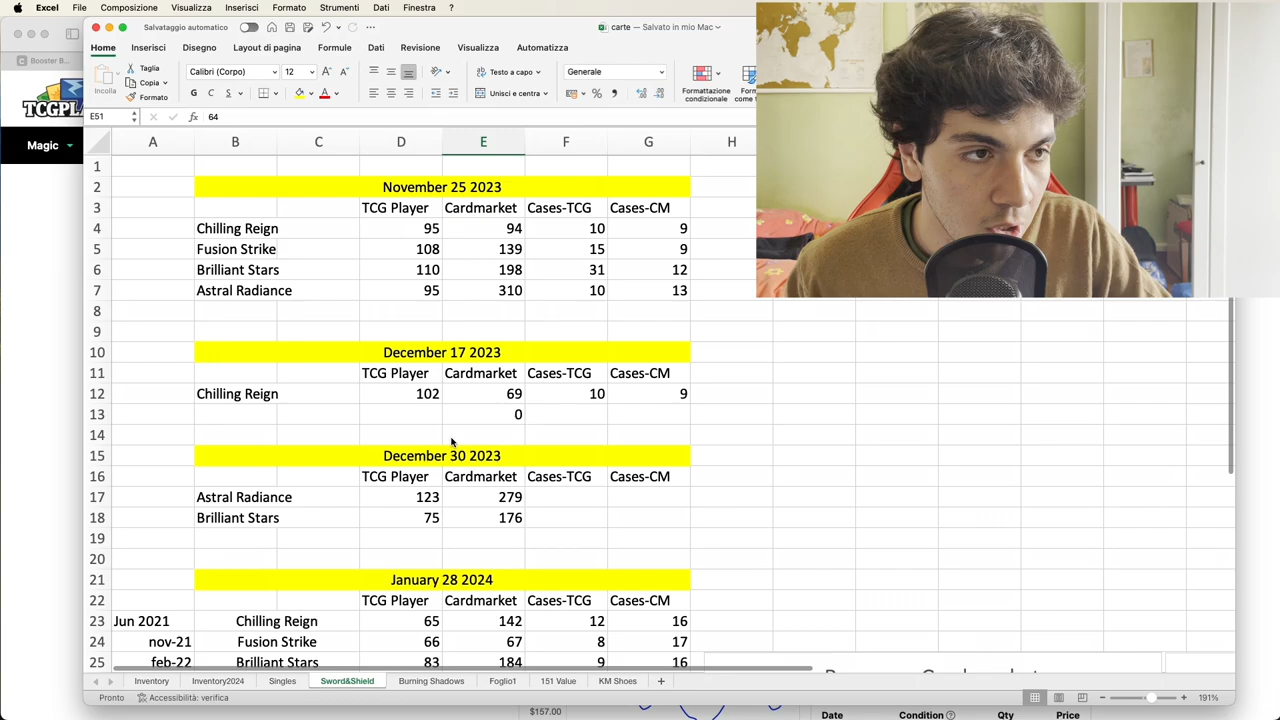 Excel File Composizione Visualizza Inserisci Formato Strumenti Dati Finestra ?
Salvataggio automatico
carte — Salvato in mio Mac
Home Inserisci Disegno Layout di pagina Formule Dati Revisione Visualizza Automatizza
Incolla
Taglia
Copia
Formato
Calibri (Corpo) 12
G C S
Testo a capo
Unisci e centra
Generale
Formattazione
condizionale
E51 fx 64
A B C D E F G H
1
2 November 25 2023
3 TCG Player Cardmarket Cases-TCG Cases-CM
4 Chilling Reign 95 94 10 9
5 Fusion Strike 108 139 15 9
6 Brilliant Stars 110 198 31 12
7 Astral Radiance 95 310 10 13
8
9
10 December 17 2023
11 TCG Player Cardmarket Cases-TCG Cases-CM
12 Chilling Reign 102 69 10 9
13 0
14
15 December 30 2023
16 TCG Player Cardmarket Cases-TCG Cases-CM
17 Astral Radiance 123 279
18 Brilliant Stars 75 176
19
20
21 January 28 2024
22 TCG Player Cardmarket Cases-TCG Cases-CM
23 Jun 2021 Chilling Reign 65 142 12 16
24 nov-21 Fusion Strike 66 67 8 17
25 feb-22 Brilliant Stars 83 184 9 16
Inventory Inventory2024 Singles Sword&Shield Burning Shadows Foglio1 151 Value KM Shoes
Pronto Accessibilità: verifica 191%
Booster B...
Magic
$157.00
Date Condition Qty Price